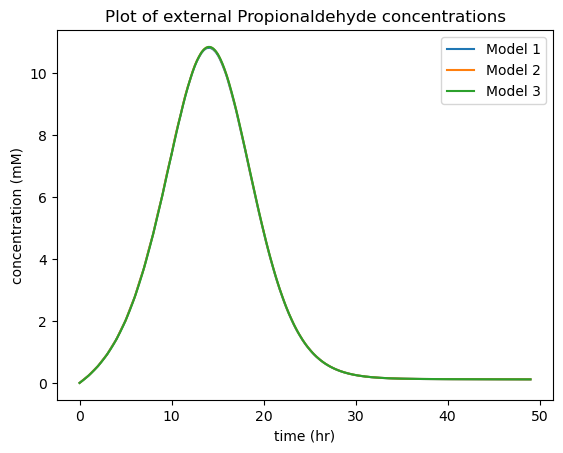 Plot of external Propionaldehyde concentrations
Model 1
Model 2
Model 3
concentration (mM)
10
8
6
4
2
0
0 10 20 30 40 50
time (hr)